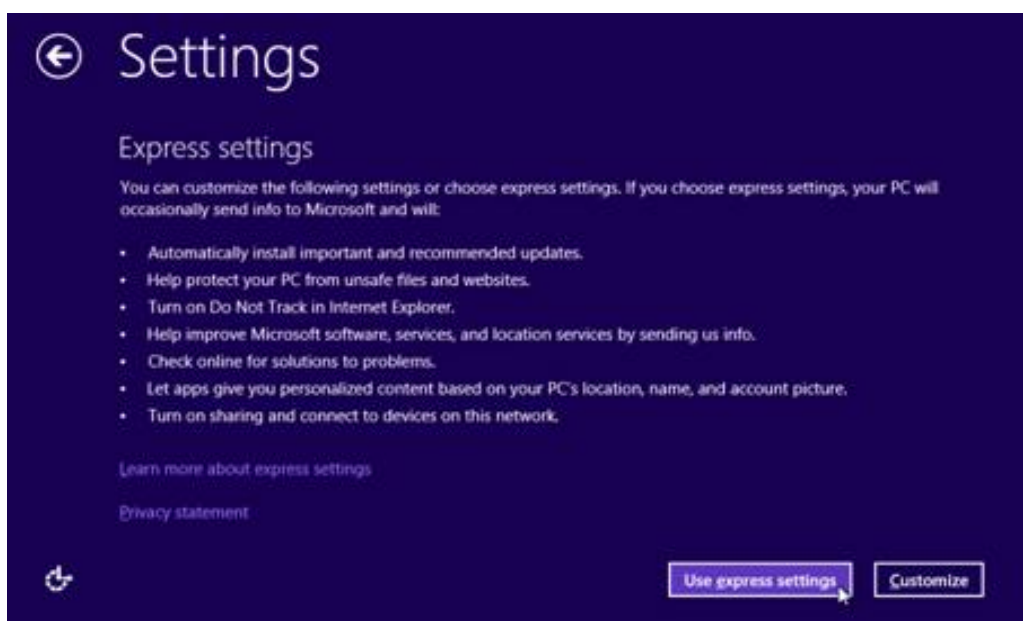 Settings
Express settings
You can customize the following settings or choose express settings. If you choose express settings, your PC will
occasionally send info to Microsoft and will:
• Automatically install important and recommended updates.
• Help protect your PC from unsafe files and websites.
• Turn on Do Not Track in Internet Explorer.
• Help improve Microsoft software, services, and location services by sending us info.
• Check online for solutions to problems.
• Let apps give you personalized content based on your PC's location, name, and account picture.
• Turn on sharing and connect to devices on this network.
Learn more about express settings
Privacy statement
Use express settings
Customize